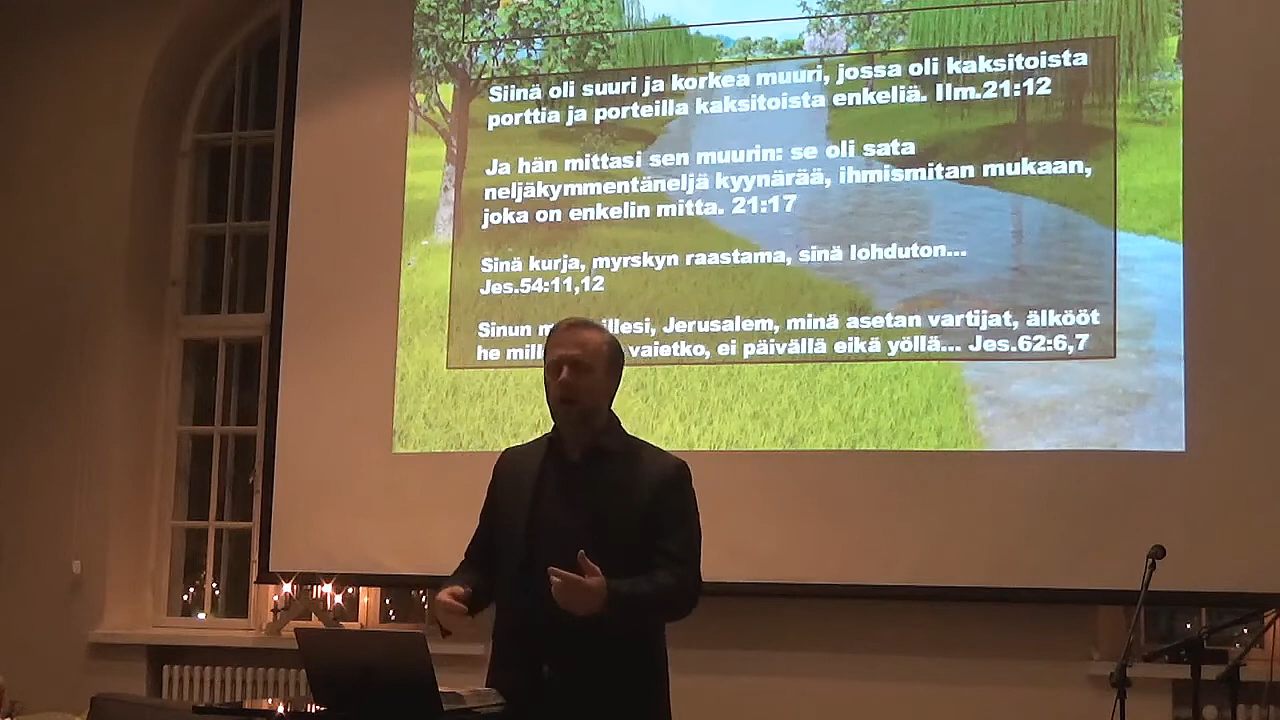 Siinä oli suuri ja korkea muuri, jossa oli kaksitoista
porttia ja porteilla kaksitoista enkeliä. Ilm.21:12
Ja hän mittasi sen muurin: se oli sata
neljäkymmentäneljä kyynärää, ihmismitan mukaan,
joka on enkelin mitta. 21:17
Sinä kurja, myrskyn raastama, sinä lohduton...
Jes.54:11,12
Sinun Jerusalem, minä asetan vartijat, älkööt
he vaietko, ei päivällä eikä yöllä... Jes.62:6,7